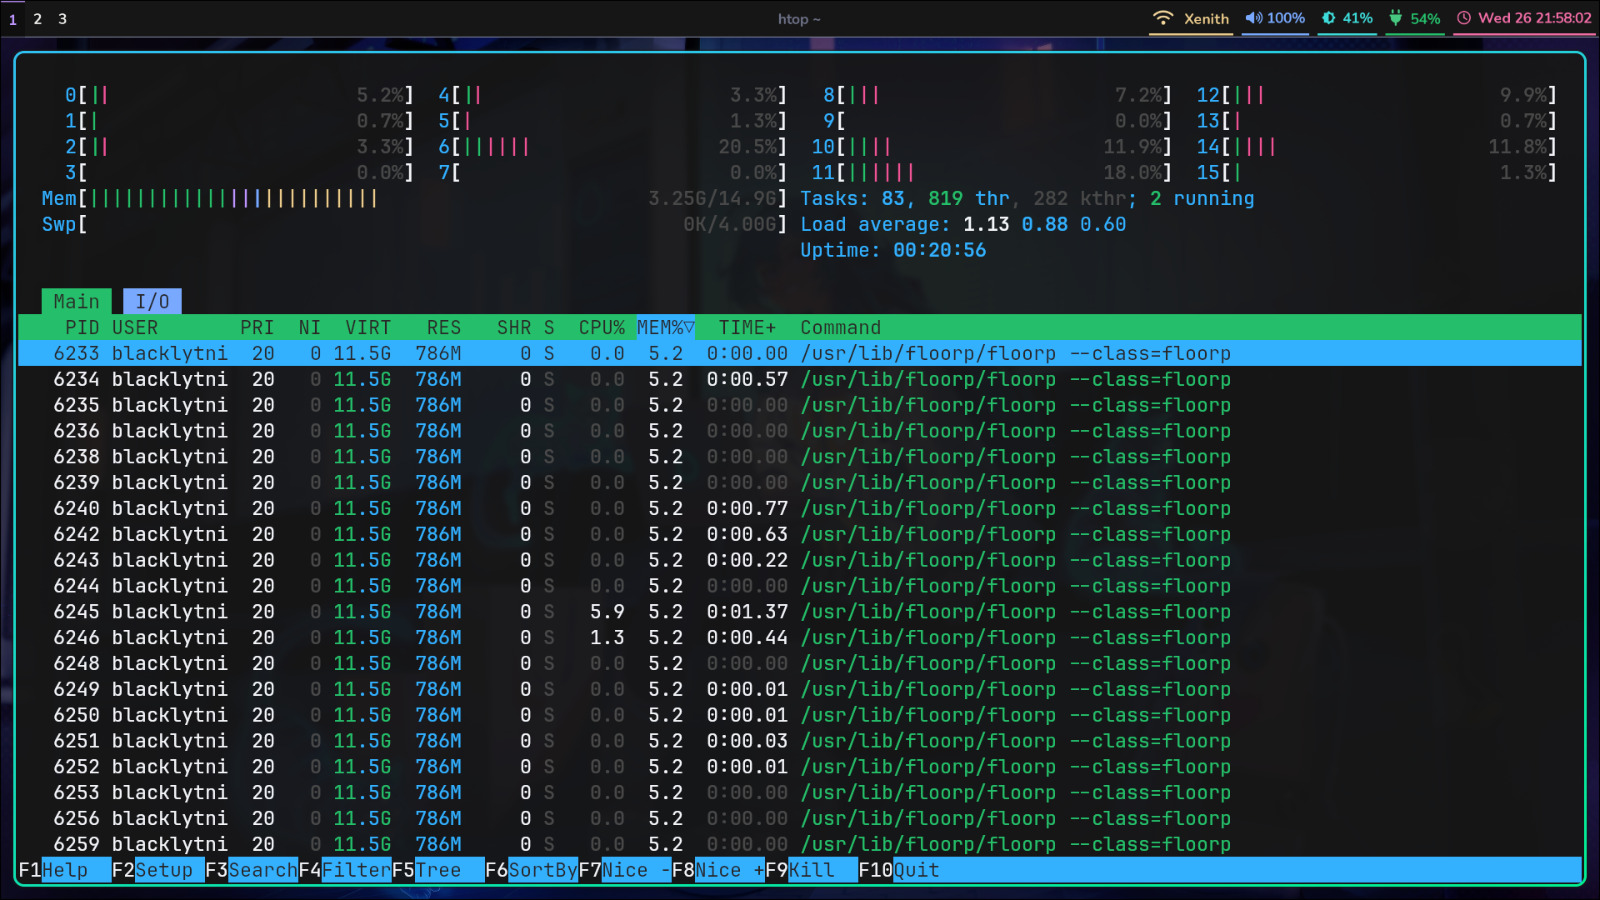 1 2 3 htop ~ Xenith 100% 41% 54% Wed 26 21:58:02
0[|| 5.2%] 4[|| 3.3%] 8[||| 7.2%] 12[||| 9.9%]
1[| 0.7%] 5[| 1.3%] 9[ 0.0%] 13[| 0.7%]
2[|| 3.3%] 6[|||||| 20.5%] 10[|||| 11.9%] 14[|||| 11.8%]
3[ 0.0%] 7[ 0.0%] 11[|||||| 18.0%] 15[| 1.3%]
Mem[||||||||||||||||||||||||| 3.25G/14.9G] Tasks: 83, 819 thr, 282 kthr; 2 running
Swp[ 0K/4.00G] Load average: 1.13 0.88 0.60
Uptime: 00:20:56
Main I/O
PID USER PRI NI VIRT RES SHR S CPU% MEM%▽ TIME+ Command
6233 blacklytni 20 0 11.5G 786M 0 S 0.0 5.2 0:00.00 /usr/lib/floorp/floorp --class=floorp
6234 blacklytni 20 0 11.5G 786M 0 S 0.0 5.2 0:00.57 /usr/lib/floorp/floorp --class=floorp
6235 blacklytni 20 0 11.5G 786M 0 S 0.0 5.2 0:00.00 /usr/lib/floorp/floorp --class=floorp
6236 blacklytni 20 0 11.5G 786M 0 S 0.0 5.2 0:00.00 /usr/lib/floorp/floorp --class=floorp
6238 blacklytni 20 0 11.5G 786M 0 S 0.0 5.2 0:00.00 /usr/lib/floorp/floorp --class=floorp
6239 blacklytni 20 0 11.5G 786M 0 S 0.0 5.2 0:00.00 /usr/lib/floorp/floorp --class=floorp
6240 blacklytni 20 0 11.5G 786M 0 S 0.0 5.2 0:00.77 /usr/lib/floorp/floorp --class=floorp
6242 blacklytni 20 0 11.5G 786M 0 S 0.0 5.2 0:00.63 /usr/lib/floorp/floorp --class=floorp
6243 blacklytni 20 0 11.5G 786M 0 S 0.0 5.2 0:00.22 /usr/lib/floorp/floorp --class=floorp
6244 blacklytni 20 0 11.5G 786M 0 S 0.0 5.2 0:00.00 /usr/lib/floorp/floorp --class=floorp
6245 blacklytni 20 0 11.5G 786M 0 S 5.9 5.2 0:01.37 /usr/lib/floorp/floorp --class=floorp
6246 blacklytni 20 0 11.5G 786M 0 S 1.3 5.2 0:00.44 /usr/lib/floorp/floorp --class=floorp
6248 blacklytni 20 0 11.5G 786M 0 S 0.0 5.2 0:00.00 /usr/lib/floorp/floorp --class=floorp
6249 blacklytni 20 0 11.5G 786M 0 S 0.0 5.2 0:00.01 /usr/lib/floorp/floorp --class=floorp
6250 blacklytni 20 0 11.5G 786M 0 S 0.0 5.2 0:00.01 /usr/lib/floorp/floorp --class=floorp
6251 blacklytni 20 0 11.5G 786M 0 S 0.0 5.2 0:00.03 /usr/lib/floorp/floorp --class=floorp
6252 blacklytni 20 0 11.5G 786M 0 S 0.0 5.2 0:00.01 /usr/lib/floorp/floorp --class=floorp
6253 blacklytni 20 0 11.5G 786M 0 S 0.0 5.2 0:00.00 /usr/lib/floorp/floorp --class=floorp
6256 blacklytni 20 0 11.5G 786M 0 S 0.0 5.2 0:00.00 /usr/lib/floorp/floorp --class=floorp
6259 blacklytni 20 0 11.5G 786M 0 S 0.0 5.2 0:00.00 /usr/lib/floorp/floorp --class=floorp
F1Help F2Setup F3SearchF4FilterF5Tree F6SortByF7Nice -F8Nice +F9Kill F10Quit